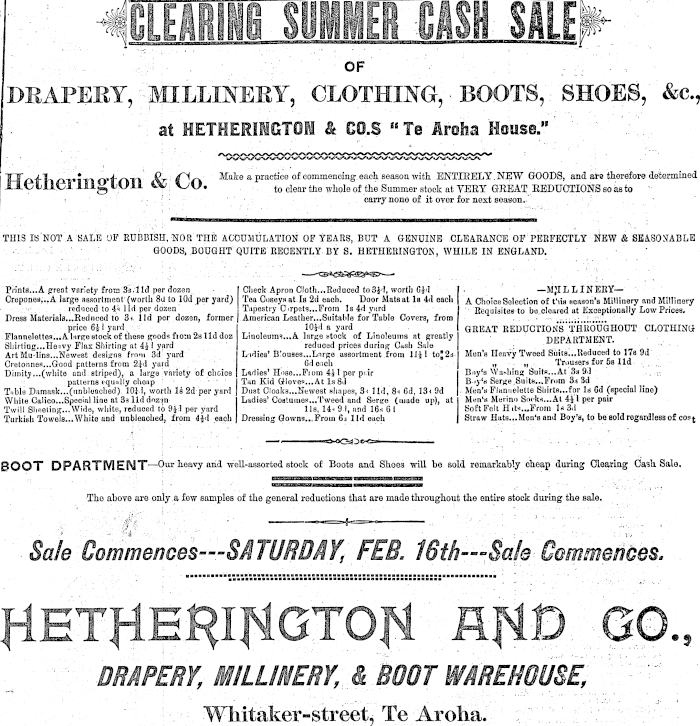 CLEARING SUMMER CASH SALE
OF
DRAPERY, MILLINERY, CLOTHING, BOOTS, SHOES, &c.,
at HETHERINGTON & CO.S "Te Aroha House."
Hetherington & Co.
Make a practice of commencing each season with ENTIRELY NEW GOODS, and are therefore determined
to clear the whole of the Summer stock at VERY GREAT REDUCTIONS so as to
carry none of it over for next season.
THIS IS NOT A SALE OF RUBBISH, NOR THE ACCUMULATION OF YEARS, BUT A GENUINE CLEARANCE OF PERFECTLY NEW & SEASONABLE
GOODS, BOUGHT QUITE RECENTLY BY S. HETHERINGTON, WHILE IN ENGLAND.
Prints...A great variety from 3s 11d per dozen
Crepones...A large assortment (worth 8d to 10d per yard)
reduced to 4s 11d per dozen
Dress Materials...Reduced to 3s 11d per dozen, former
price 6½d yard
Flannelettes...A large stock of these goods from 2s 11d doz
Shirting...Heavy Flax Shirting at 4½d yard
Art Muslins...Newest designs from 3d yard
Cretonnes...Good patterns from 2½d yard
Dimity...(white and striped), a large variety of choice
patterns equally cheap
Table Damask...(unbleached) 10½d, worth 1s 2d per yard
White Calico...Special line at 3s 11d dozen
Twill Sheeting...Wide, white, reduced to 9½d per yard
Turkish Towels...White and unbleached, from 4½d each
Check Apron Cloth...Reduced to 3½d, worth 6½d
Tea Coseys at 1s 2d each. Door Mats at 1s 4d each
Tapestry Carpets...From 1s 4d yard
American Leather...Suitable for Table Covers, from
10½d a yard
Linoleums...A large stock of Linoleums at greatly
reduced prices during Cash Sale
Ladies' Blouses...Large assortment from 11½d to 2s
6d each
Ladies' Hose...From 4½d per pair
Tan Kid Gloves...At 1s 8d
Dust Cloaks...Newest shapes, 3s 11d, 8s 6d, 13s 9d
Ladies' Costumes...Tweed and Serge (made up), at
11s, 14s 9d, and 16s 6d
Dressing Gowns...From 6s 11d each
—MILLINERY—
A Choice Selection of this season's Millinery and Millinery
Requisites to be cleared at Exceptionally Low Prices.
GREAT REDUCTIONS THROUGHOUT CLOTHING
DEPARTMENT.
Men's Heavy Tweed Suits...Reduced to 17s 9d
" " Trousers for 5s 11d
Boy's Washing Suits...At 3s 9d
Boy's Serge Suits...From 3s 3d
Men's Flannelette Shirts...for 1s 6d (special line)
Men's Merino Socks...At 4½d per pair
Soft Felt Hats...From 1s 3d
Straw Hats...Men's and Boy's, to be sold regardless of cost
BOOT DPARTMENT—Our heavy and well-assorted stock of Boots and Shoes will be sold remarkably cheap during Clearing Cash Sale.
The above are only a few samples of the general reductions that are made throughout the entire stock during the sale.
Sale Commences---SATURDAY, FEB. 16th---Sale Commences.
HETHERINGTON AND CO.,
DRAPERY, MILLINERY, & BOOT WAREHOUSE,
Whitaker-street, Te Aroha.